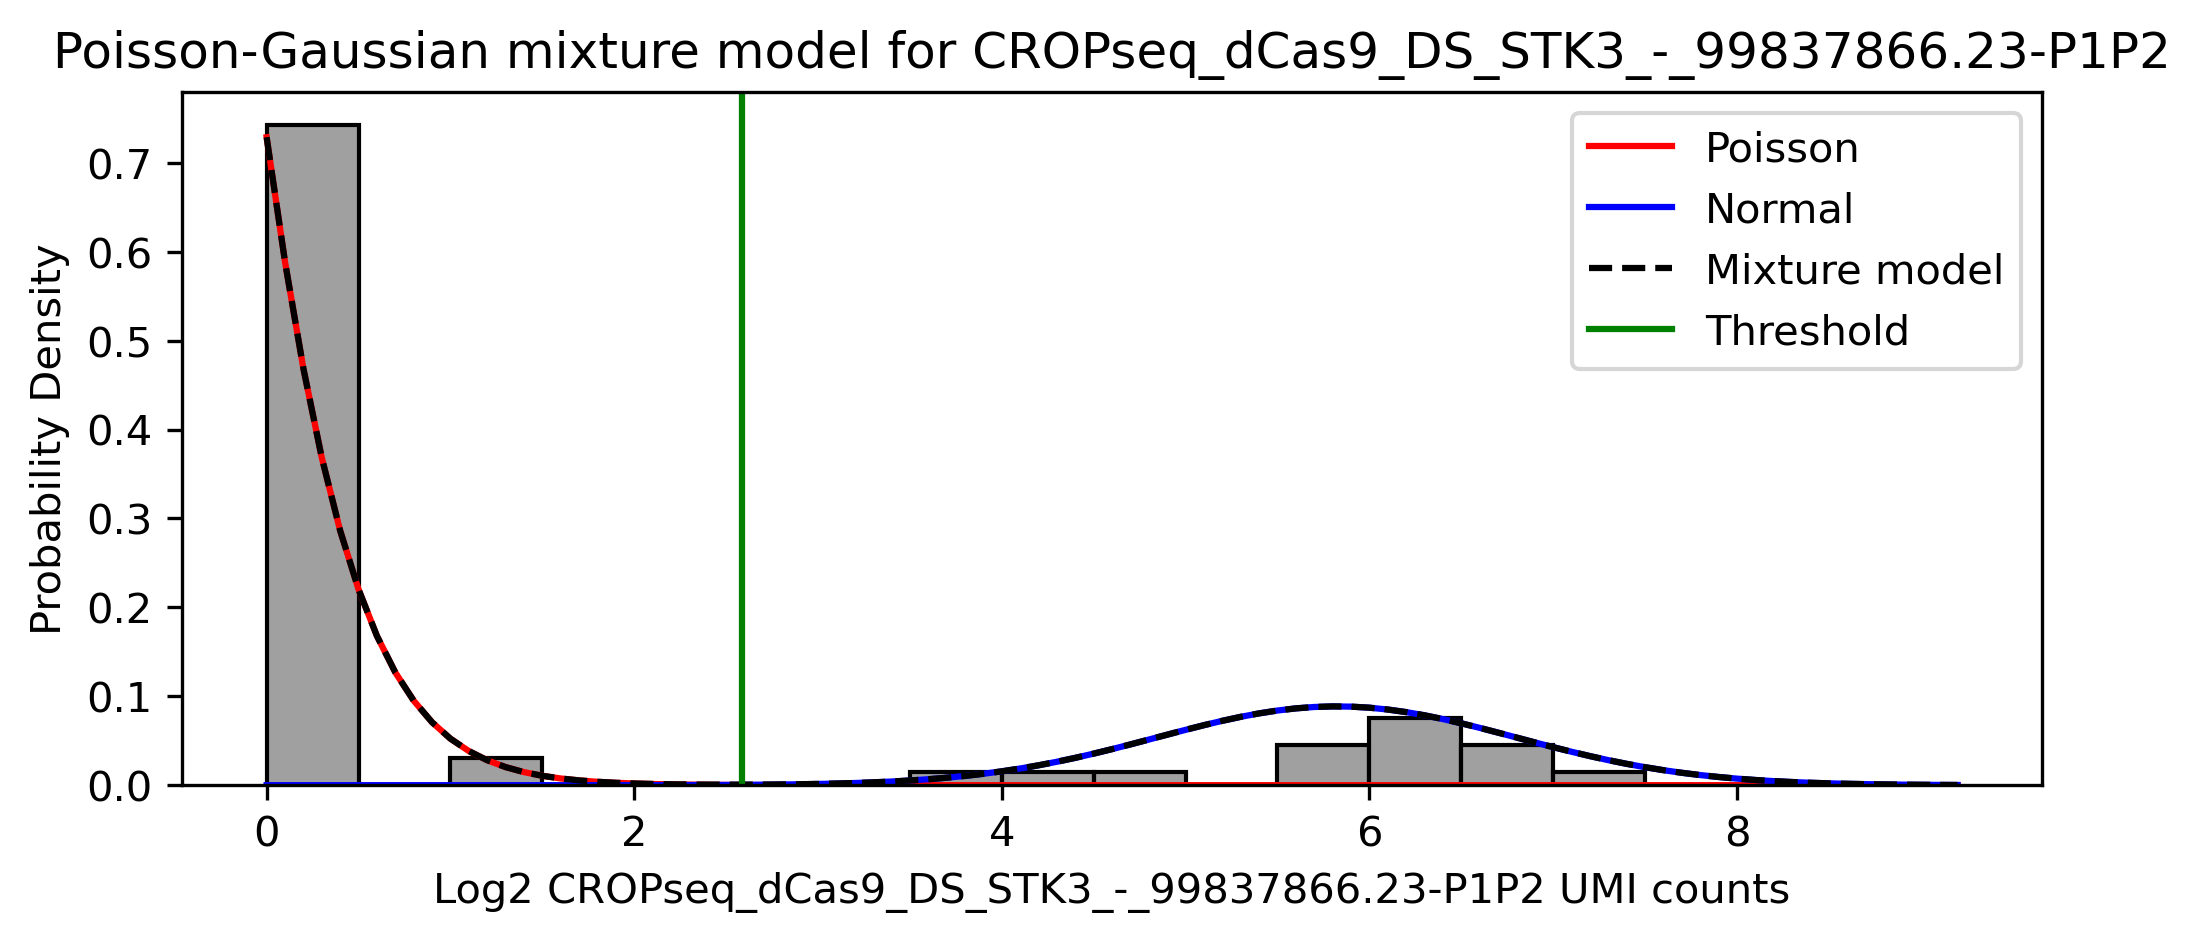 Poisson-Gaussian mixture model for CROPseq_dCas9_DS_STK3_-_99837866.23-P1P2
Probability Density
0.7
0.6
0.5
0.4
0.3
0.2
0.1
0.0
Poisson
Normal
Mixture model
Threshold
0 2 4 6 8
Log2 CROPseq_dCas9_DS_STK3_-_99837866.23-P1P2 UMI counts